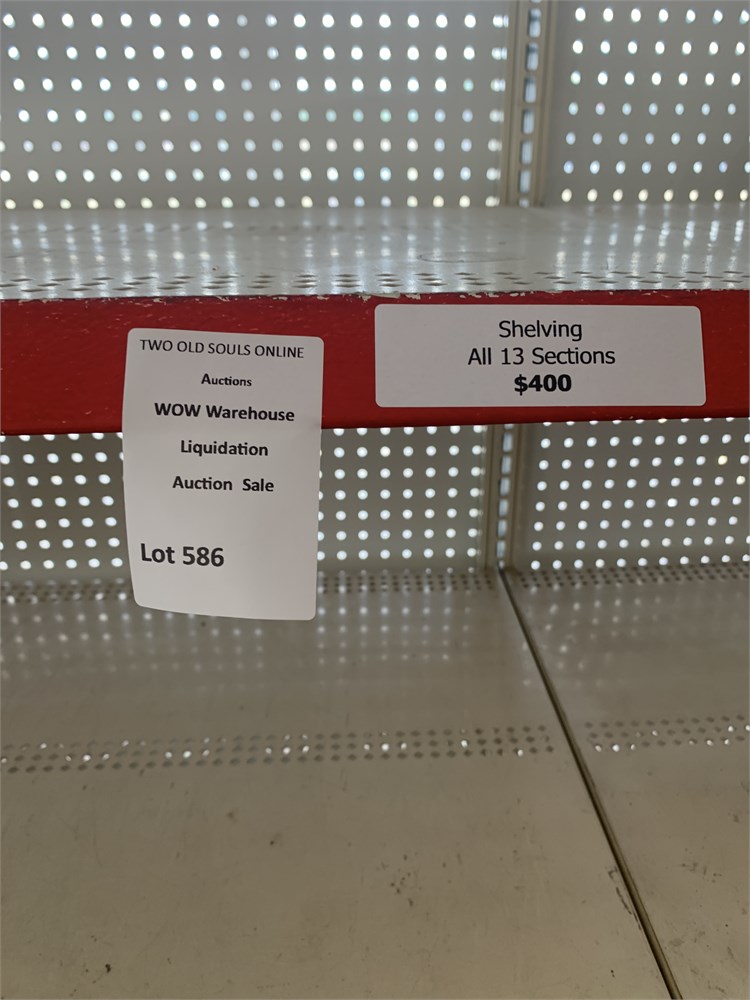 TWO OLD SOULS ONLINE
Auctions
WOW Warehouse
Liquidation
Auction Sale
Lot 586
Shelving
All 13 Sections
$400